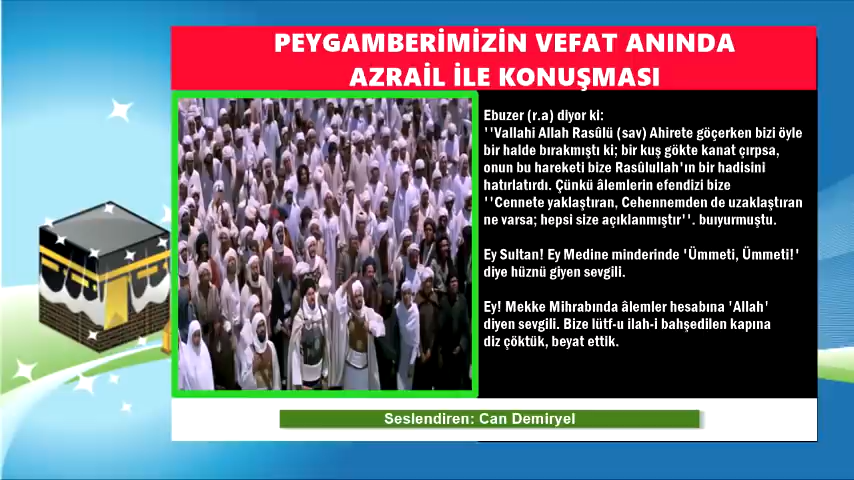 PEYGAMBERİMİZİN VEFAT ANINDA
AZRAİL İLE KONUŞMASI
Ebuzer (r.a) diyor ki:
''Vallahi Allah Rasûlü (sav) Ahirete göçerken bizi öyle
bir halde bırakmıştı ki; bir kuş gökte kanat çırpsa,
onun bu hareketi bize Rasûlullah'ın bir hadisini
hatırlatırdı. Çünkü âlemlerin efendizi bize
''Cennete yaklaştıran, Cehennemden de uzaklaştıran
ne varsa; hepsi size açıklanmıştır''. buıyurmuştu.
Ey Sultan! Ey Medine minderinde 'Ümmeti, Ümmeti!'
diye hüznü giyen sevgili.
Ey! Mekke Mihrabında âlemler hesabına 'Allah'
diyen sevgili. Bize lütf-u ilah-i bahşedilen kapına
diz çöktük, beyat ettik.
Seslendiren: Can Demiryel